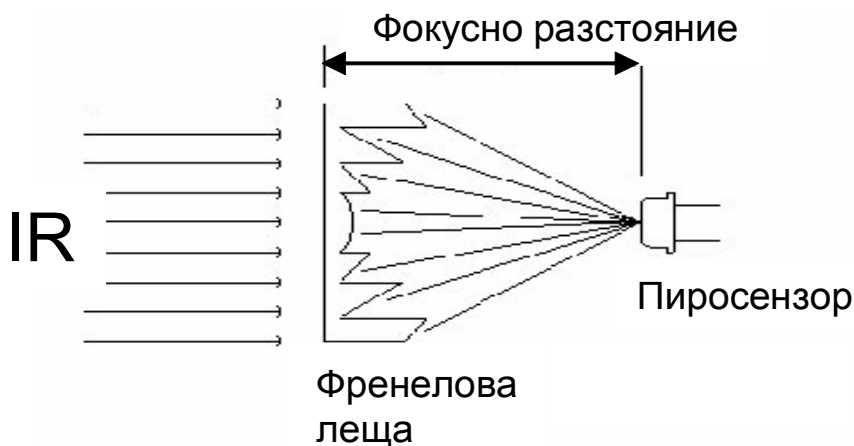 Фокусно разстояние
IR
Пиросензор
Френелова
леща